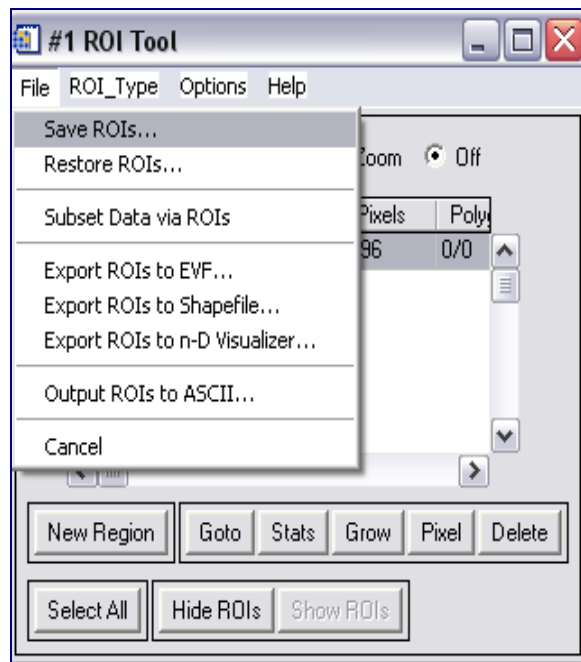 #1 ROI Tool
File ROI_Type Options Help
Save ROIs...
Restore ROIs...
Subset Data via ROIs
Export ROIs to EVF...
Export ROIs to Shapefile...
Export ROIs to n-D Visualizer...
Output ROIs to ASCII...
Cancel
Zoom Off
Pixels Poly
96 0/0
New Region Goto Stats Grow Pixel Delete
Select All Hide ROIs Show ROIs